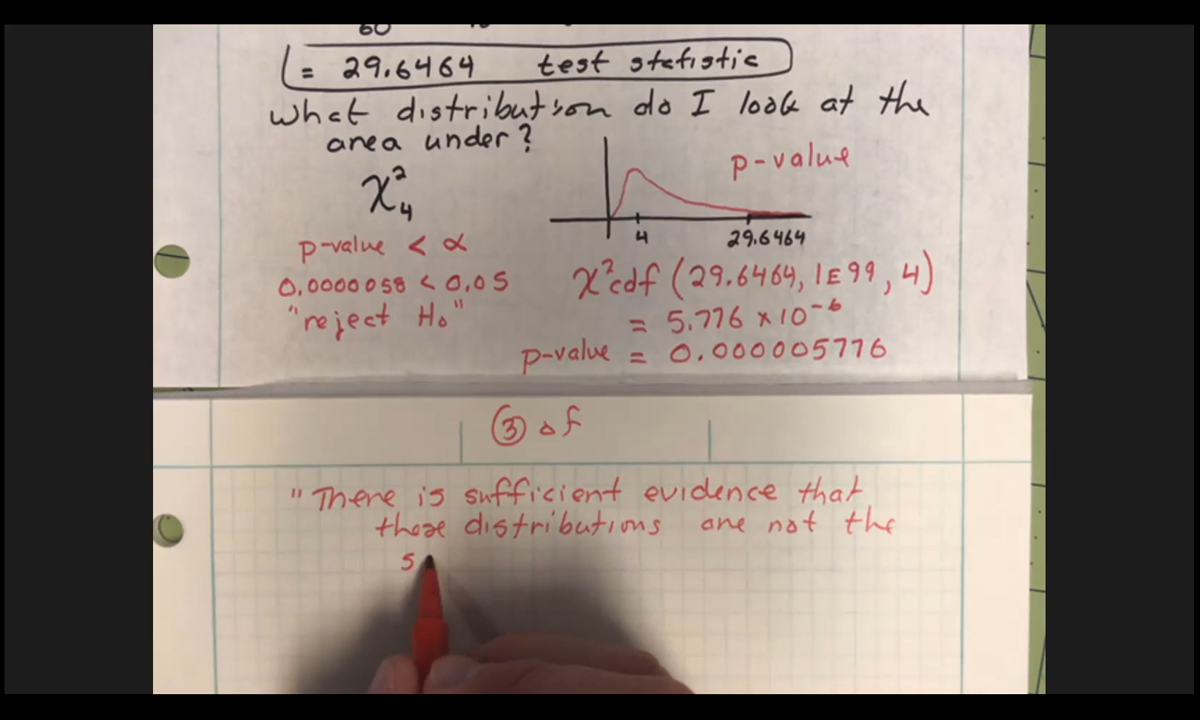 60
= 29.6464 test statistic
What distribution do I look at the
area under?
p-value
χ²₄
4 29.6464
p-value < α
0.0000058 < 0.05
"reject H₀"
χ²cdf (29.6464, 1E99, 4)
= 5.776 × 10⁻⁶
p-value = 0.000005776
③ of
"There is sufficient evidence that
those distributions are not the
s